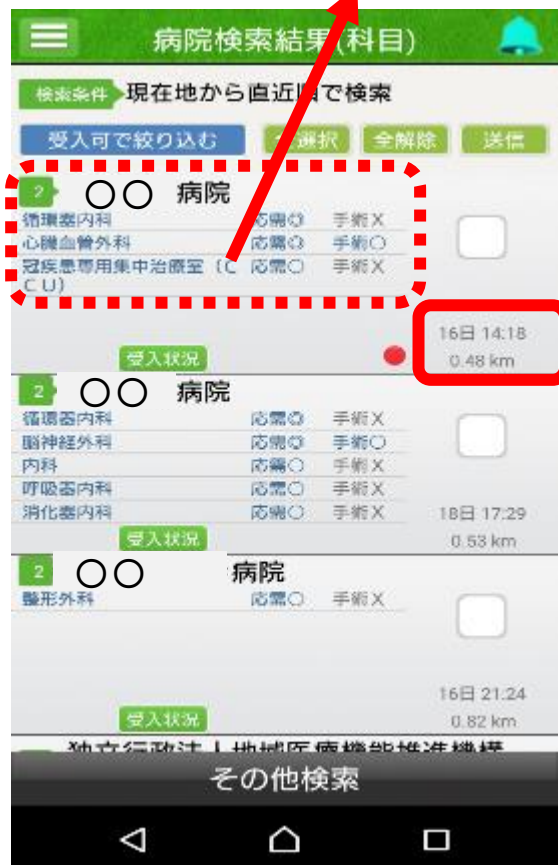 病院検索結果(科目)
検索条件 現在地から直近順で検索
受入可で絞り込む 全選択 全解除 送信
2 〇〇 病院
循環器内科 応需◎ 手術X
心臓血管外科 応需◎ 手術〇
冠疾患専用集中治療室（C 応需〇 手術X
CU）
16日 14:18
受入状況 0.48 km
2 〇〇 病院
循環器内科 応需◎ 手術X
脳神経外科 応需◎ 手術〇
内科 応需〇 手術X
呼吸器内科 応需〇 手術X
消化器内科 応需〇 手術X
18日 17:29
受入状況 0.53 km
2 〇〇 病院
整形外科 応需〇 手術X
16日 21:24
受入状況 0.82 km
独立行政法人地域医療機能推進機構
その他検索